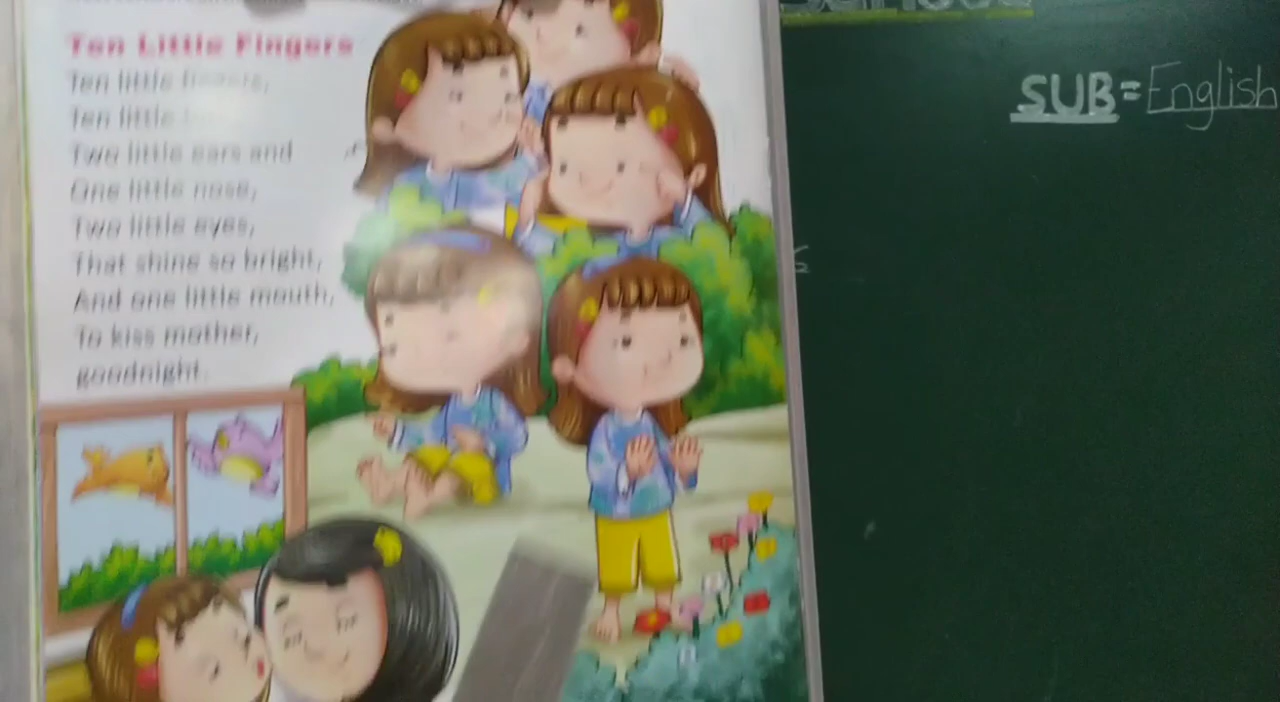 Ten Little Fingers
Ten little fingers,
Ten little
Two little ears and
One little nose,
Two little eyes,
That shine so bright,
And one little mouth,
To kiss mother,
goodnight.
SUB = English